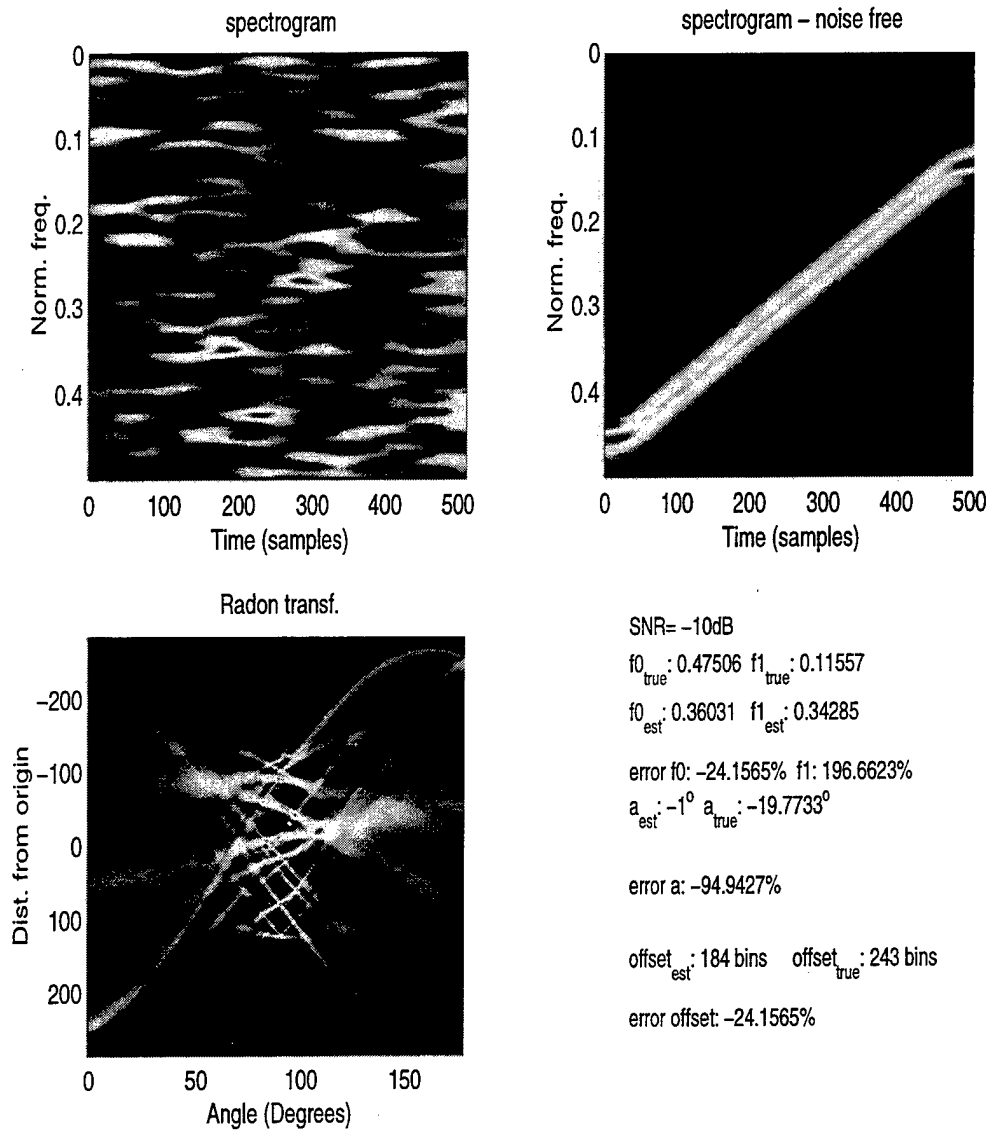 spectrogram
0
0.1
0.2
0.3
0.4
Norm. freq.
0 100 200 300 400 500
Time (samples)
spectrogram – noise free
0
0.1
0.2
0.3
0.4
Norm. freq.
0 100 200 300 400 500
Time (samples)
Radon transf.
−200
−100
0
100
200
Dist. from origin
0 50 100 150
Angle (Degrees)
SNR= −10dB
f0true: 0.47506 f1true: 0.11557
f0est: 0.36031 f1est: 0.34285
error f0: −24.1565% f1: 196.6623%
aest: −1º atrue: −19.7733º
error a: −94.9427%
offsetest: 184 bins offsettrue: 243 bins
error offset: −24.1565%